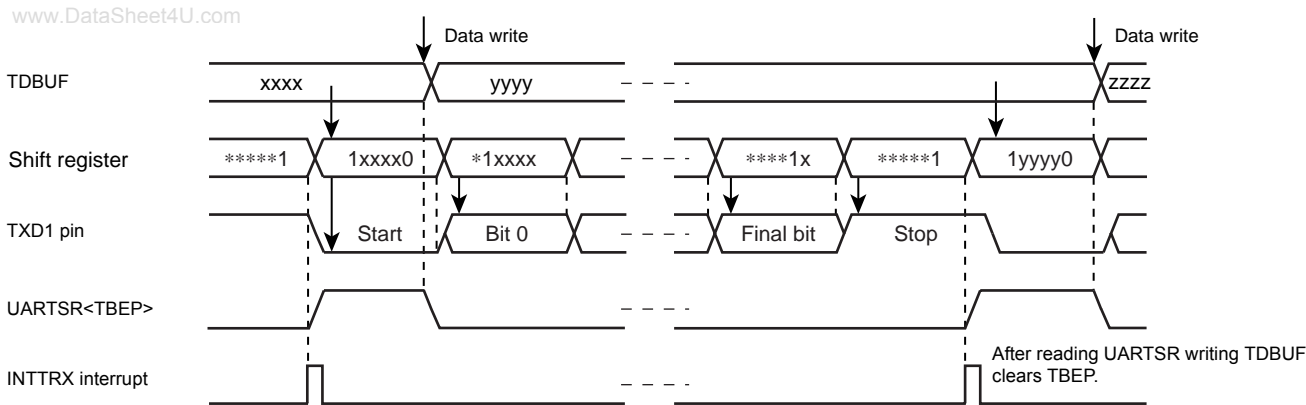 www.DataSheet4U.com
Data write
Data write
TDBUF
xxxx
yyyy
zzzz
Shift register
*****1
1xxxx0
*1xxxx
****1x
*****1
1yyyy0
TXD1 pin
Start
Bit 0
Final bit
Stop
UARTSR<TBEP>
INTTRX interrupt
After reading UARTSR writing TDBUF
clears TBEP.